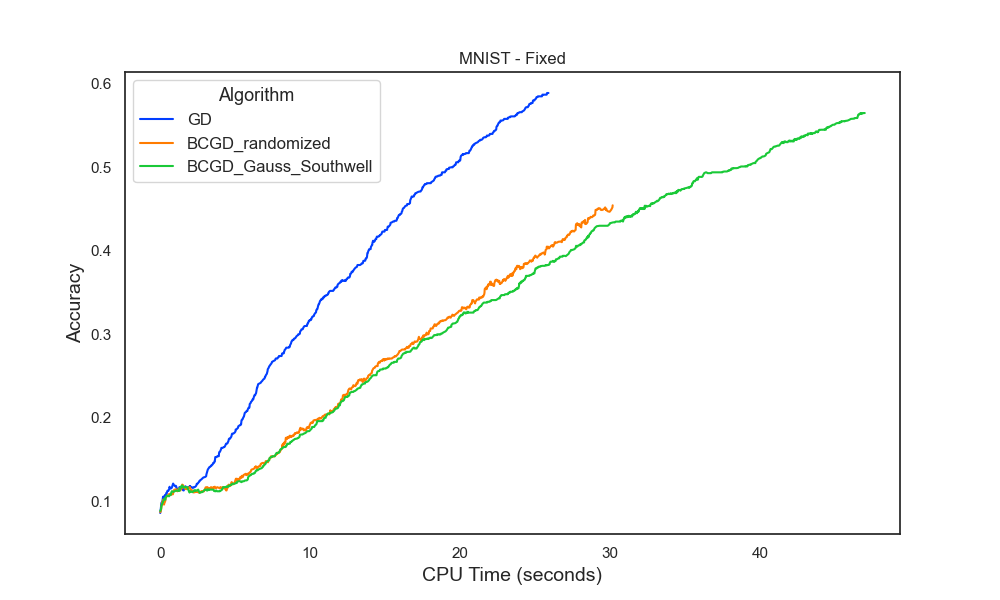 MNIST - Fixed
Algorithm
GD
BCGD_randomized
BCGD_Gauss_Southwell
Accuracy
0.6
0.5
0.4
0.3
0.2
0.1
0 10 20 30 40
CPU Time (seconds)